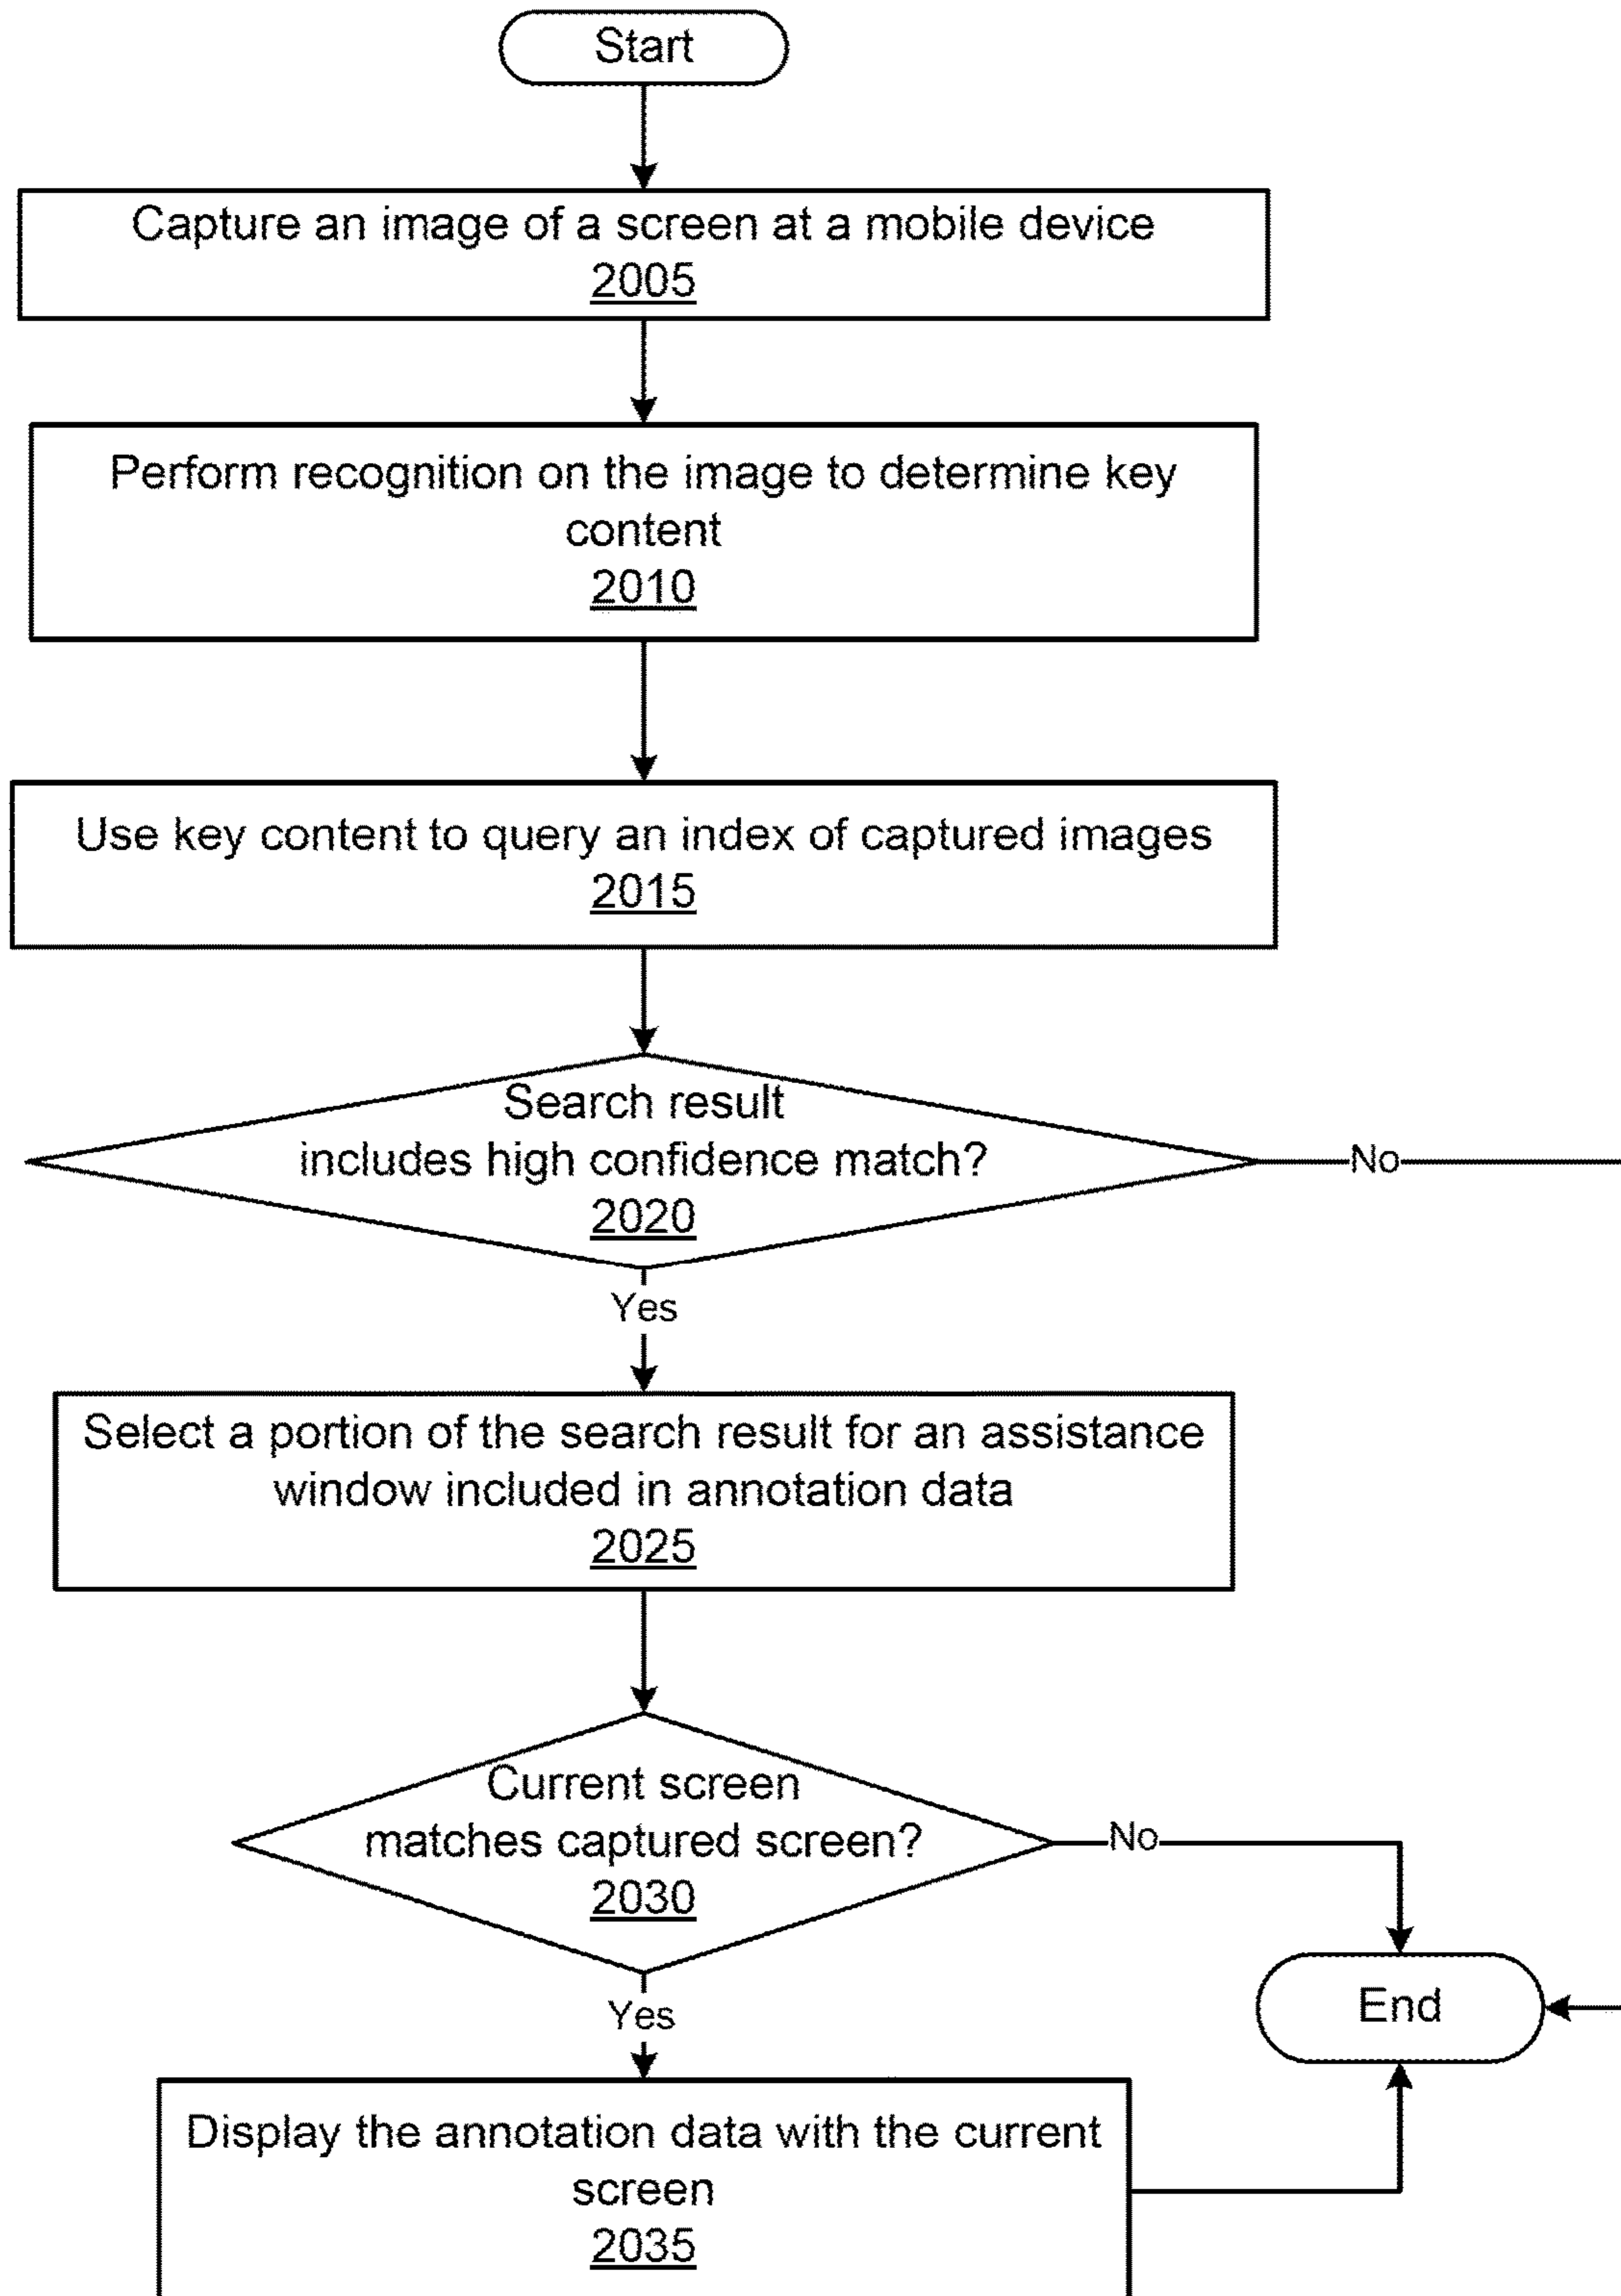 Start
Capture an image of a screen at a mobile device
2005
Perform recognition on the image to determine key
content
2010
Use key content to query an index of captured images
2015
Search result
includes high confidence match?
2020
No
Yes
Select a portion of the search result for an assistance
window included in annotation data
2025
Current screen
matches captured screen?
2030
No
Yes
End
Display the annotation data with the current
screen
2035